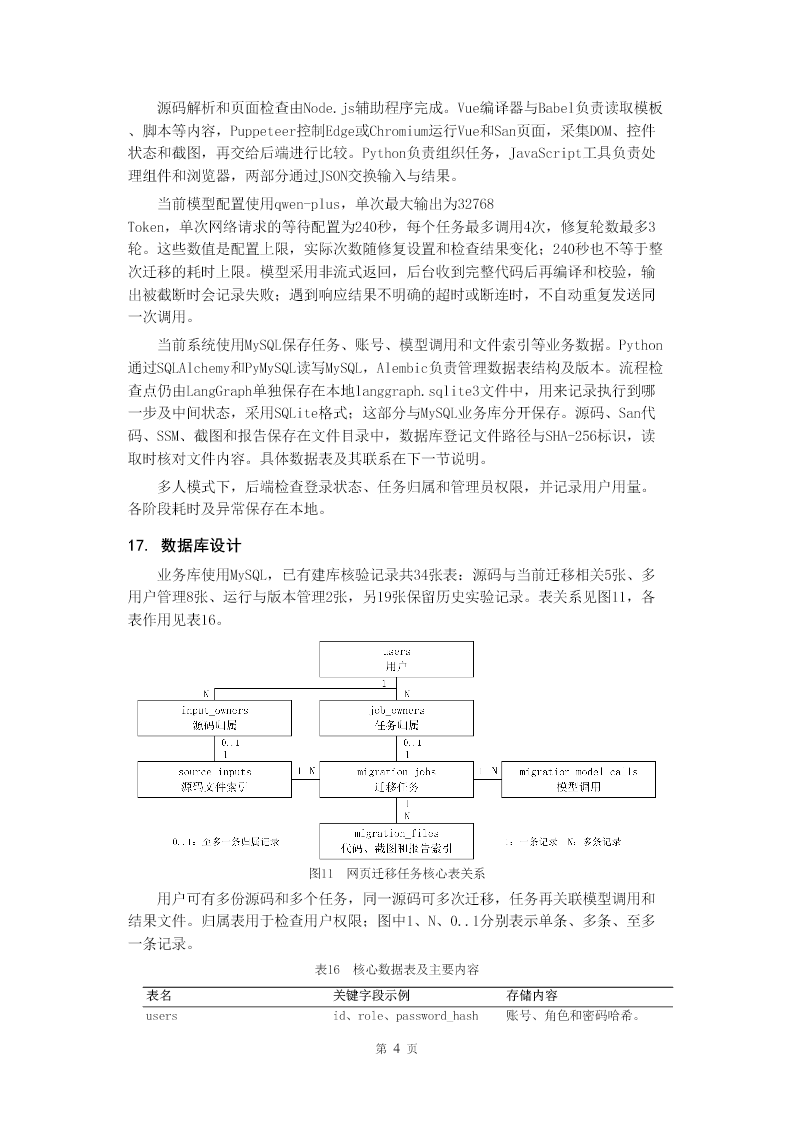 源码解析和页面检查由Node.js辅助程序完成。Vue编译器与Babel负责读取模板
、脚本等内容，Puppeteer控制Edge或Chromium运行Vue和San页面，采集DOM、控件
状态和截图，再交给后端进行比较。Python负责组织任务，JavaScript工具负责处
理组件和浏览器，两部分通过JSON交换输入与结果。
当前模型配置使用qwen-plus，单次最大输出为32768
Token，单次网络请求的等待配置为240秒，每个任务最多调用4次，修复轮数最多3
轮。这些数值是配置上限，实际次数随修复设置和检查结果变化；240秒也不等于整
次迁移的耗时上限。模型采用非流式返回，后台收到完整代码后再编译和校验，输
出被截断时会记录失败；遇到响应结果不明确的超时或断连时，不自动重复发送同
一次调用。
当前系统使用MySQL保存任务、账号、模型调用和文件索引等业务数据。Python
通过SQLAlchemy和PyMySQL读写MySQL，Alembic负责管理数据表结构及版本。流程检
查点仍由LangGraph单独保存在本地langgraph.sqlite3文件中，用来记录执行到哪
一步及中间状态，采用SQLite格式；这部分与MySQL业务库分开保存。源码、San代
码、SSM、截图和报告保存在文件目录中，数据库登记文件路径与SHA-256标识，读
取时核对文件内容。具体数据表及其联系在下一节说明。
多人模式下，后端检查登录状态、任务归属和管理员权限，并记录用户用量。
各阶段耗时及异常保存在本地。
17. 数据库设计
业务库使用MySQL，已有建库核验记录共34张表：源码与当前迁移相关5张、多
用户管理8张、运行与版本管理2张，另19张保留历史实验记录。表关系见图11，各
表作用见表16。
users
用户
1
N N
input_owners job_owners
源码归属 任务归属
0..1 0..1
1 1
source_inputs 1 N migration_jobs 1 N migration_model_calls
源码文件索引 迁移任务 模型调用
1
N
migration_files
0..1：至多一条归属记录 代码、截图和报告索引 1：一条记录 N：多条记录
图11 网页迁移任务核心表关系
用户可有多份源码和多个任务，同一源码可多次迁移，任务再关联模型调用和
结果文件。归属表用于检查用户权限；图中1、N、0..1分别表示单条、多条、至多
一条记录。
表16 核心数据表及主要内容
表名 关键字段示例 存储内容
users id、role、password_hash 账号、角色和密码哈希。
第 4 页